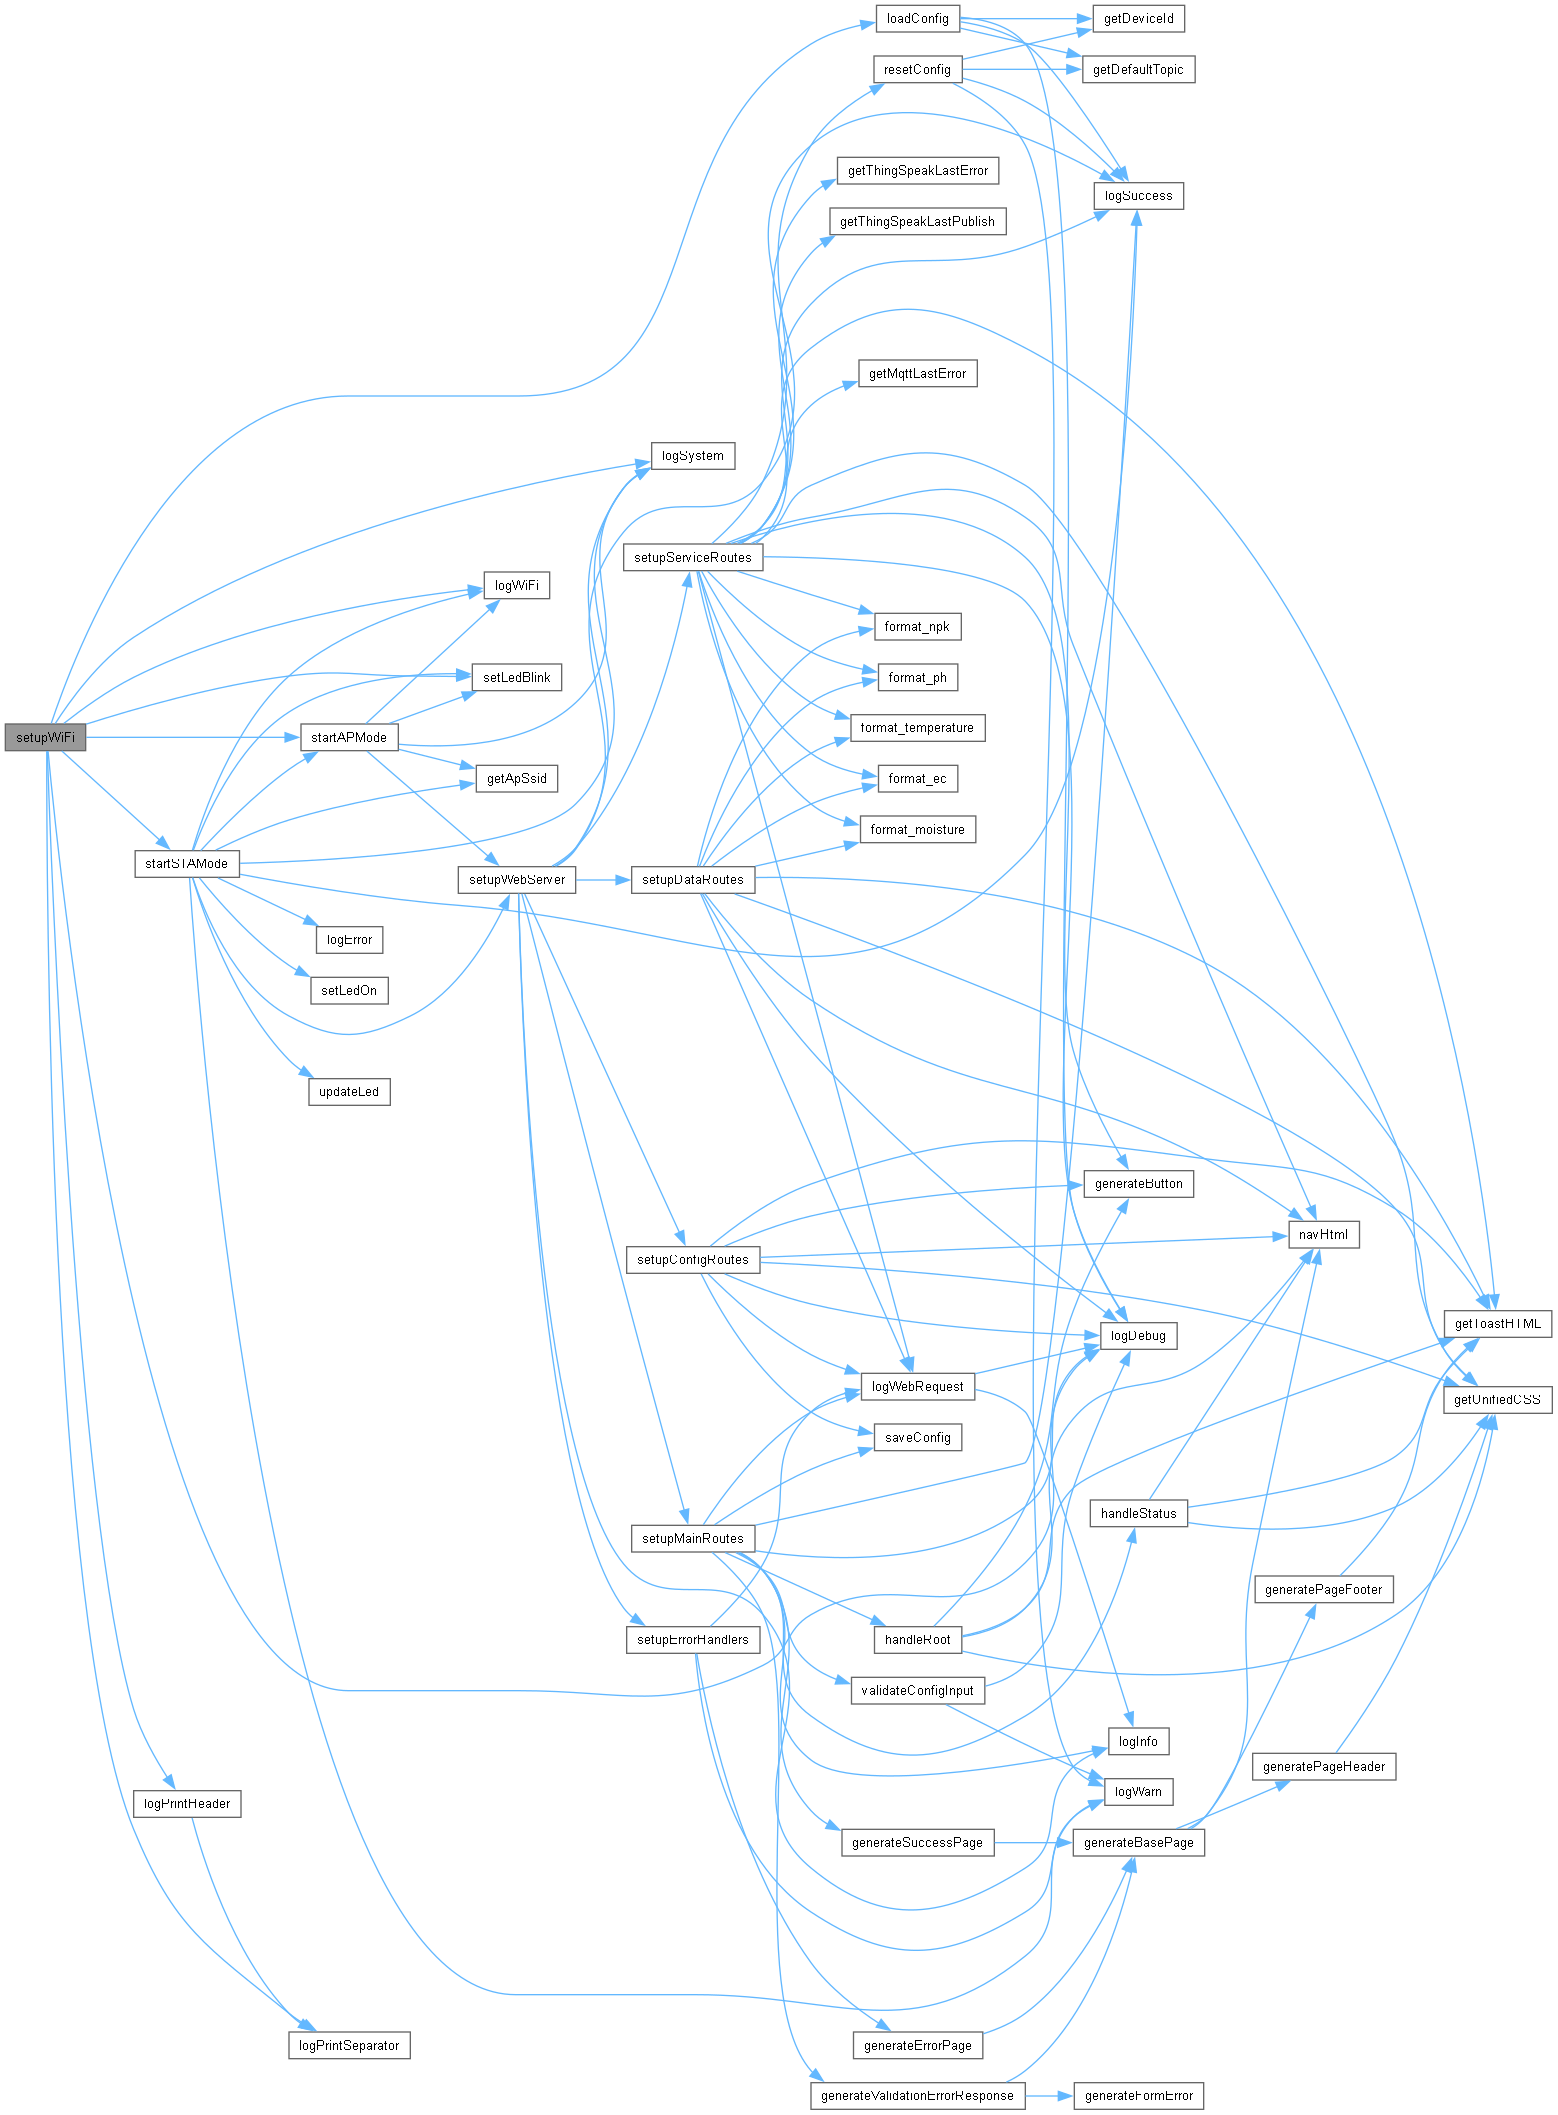 loadConfig
getDeviceId
resetConfig
getDefaultTopic
getThingSpeakLastError
logSuccess
getThingSpeakLastPublish
getMqttLastError
logSystem
setupServiceRoutes
logWiFi
format_npk
setLedBlink
format_ph
setupWiFi
startAPMode
format_temperature
getApSsid
format_ec
format_moisture
startSTAMode
setupWebServer
setupDataRoutes
logError
setLedOn
updateLed
generateButton
navHtml
setupConfigRoutes
getToastHTML
logDebug
logWebRequest
getUnifiedCSS
saveConfig
handleStatus
setupMainRoutes
generatePageFooter
setupErrorHandlers
handleRoot
validateConfigInput
logInfo
generatePageHeader
logWarn
logPrintHeader
generateSuccessPage
generateBasePage
logPrintSeparator
generateErrorPage
generateValidationErrorResponse
generateFormError